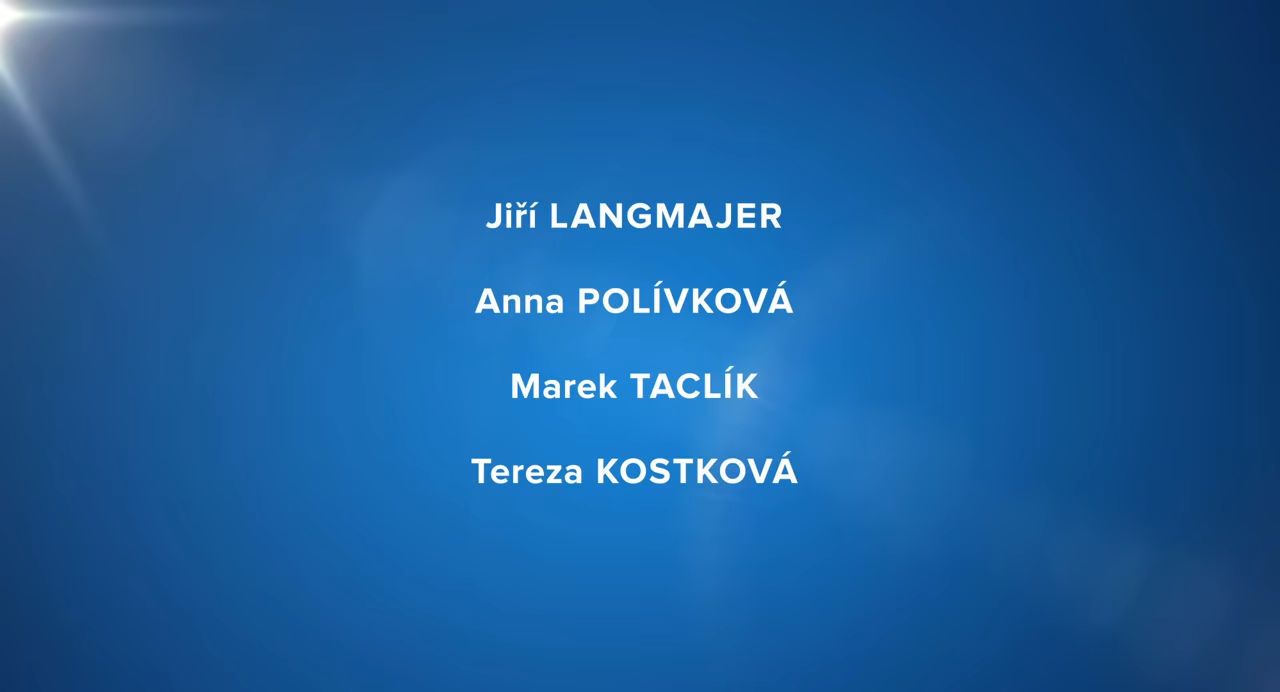 Jiří LANGMAJER
Anna POLÍVKOVÁ
Marek TACLÍK
Tereza KOSTKOVÁ